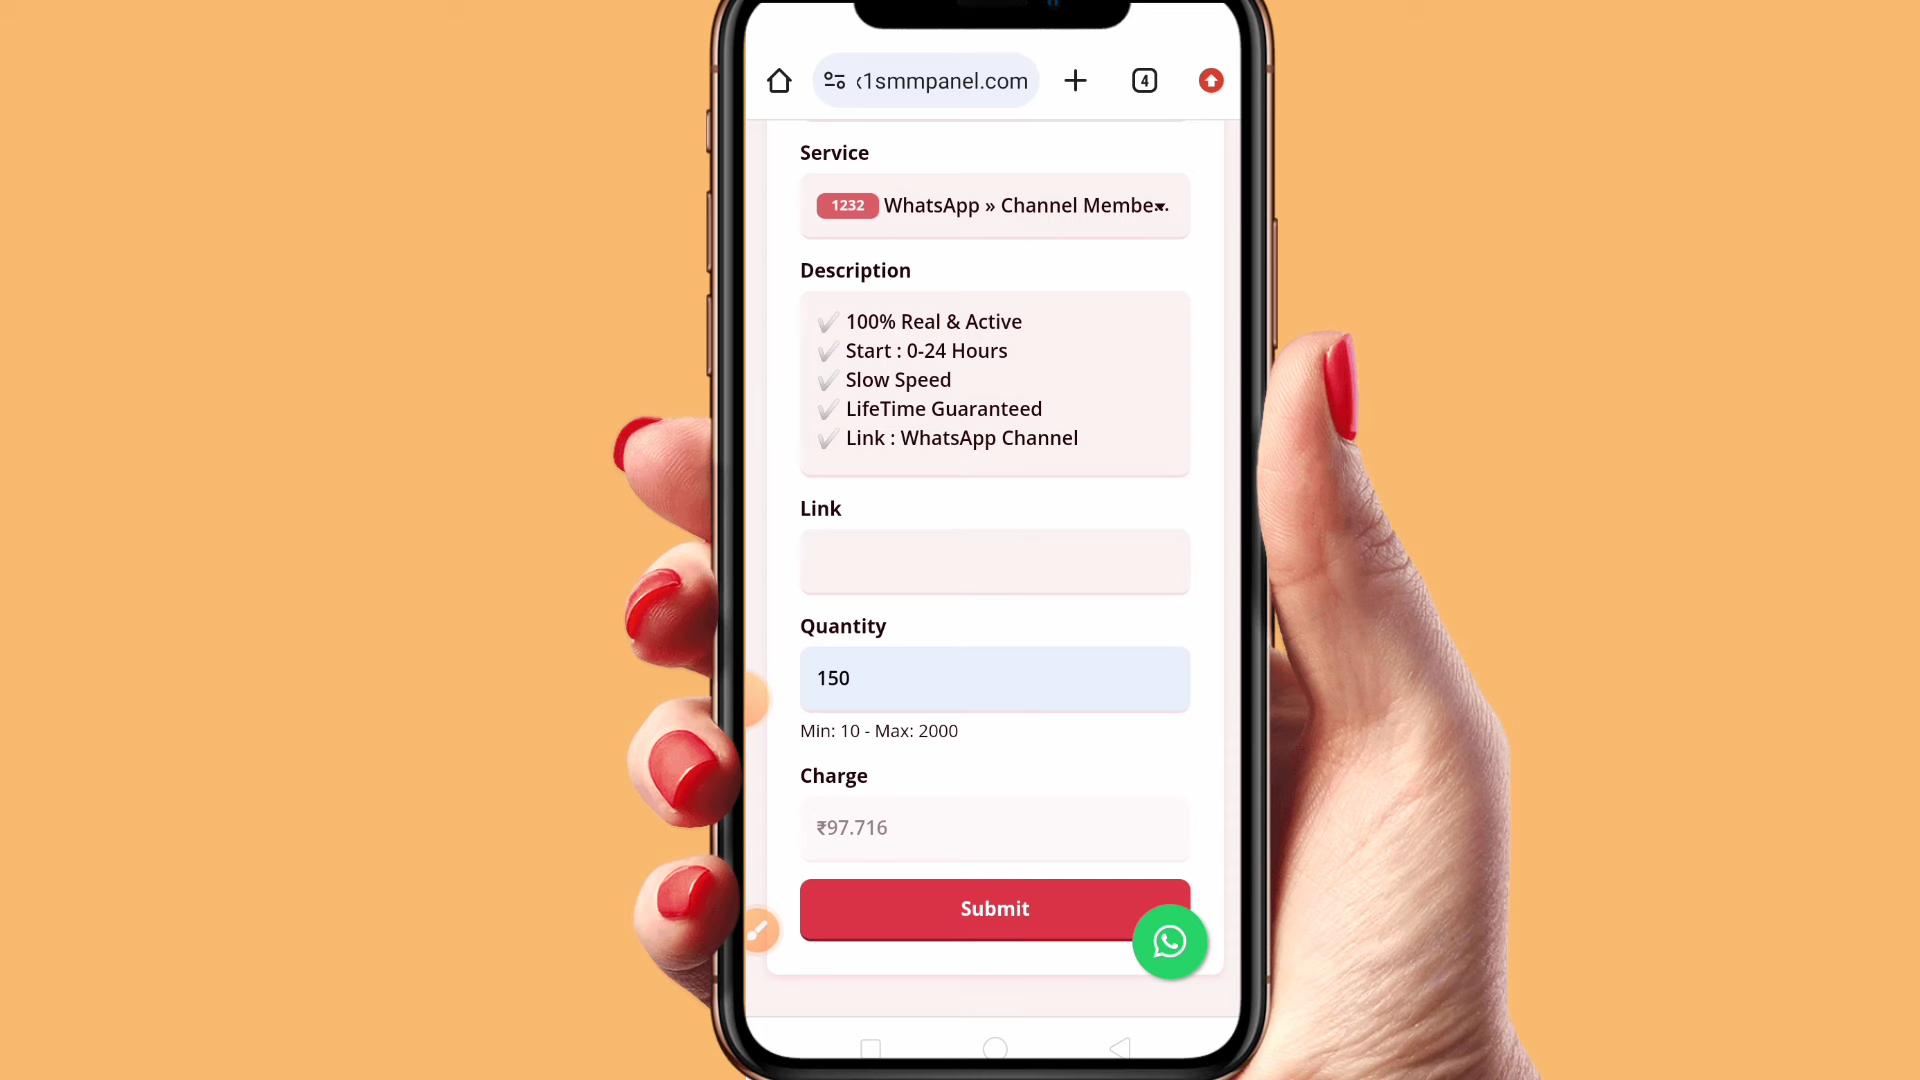 1smmpanel.com
4
Service
1232 WhatsApp » Channel Membe...
Description
✔ 100% Real & Active
✔ Start : 0-24 Hours
✔ Slow Speed
✔ LifeTime Guaranteed
✔ Link : WhatsApp Channel
Link
Quantity
150
Min: 10 - Max: 2000
Charge
₹97.716
Submit